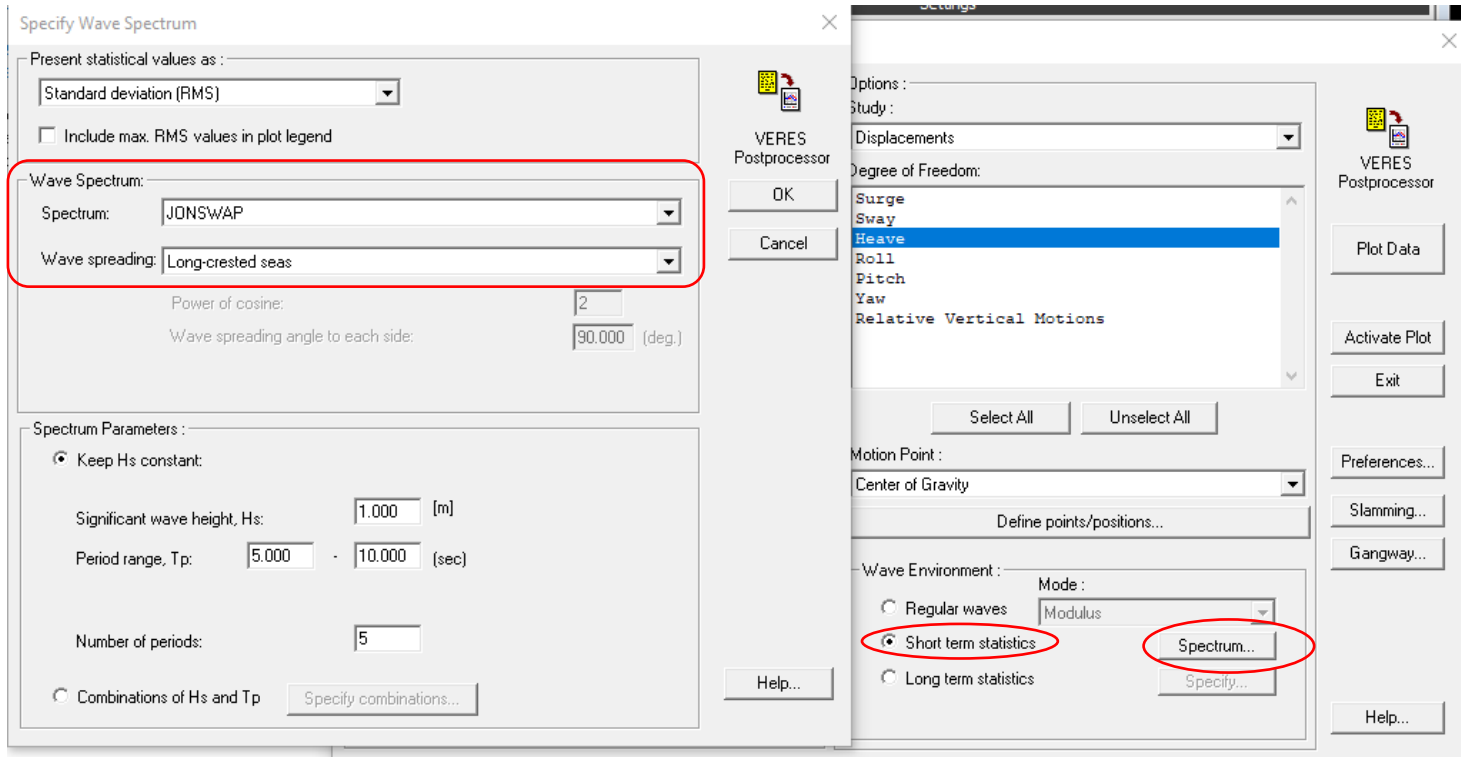 Specify Wave Spectrum
Present statistical values as :
Standard deviation (RMS)
Include max. RMS values in plot legend
VERES
Postprocessor
OK
Cancel
Wave Spectrum:
Spectrum: JONSWAP
Wave spreading: Long-crested seas
Power of cosine: 2
Wave spreading angle to each side: 90.000 (deg.)
Spectrum Parameters :
Keep Hs constant:
Significant wave height, Hs: 1.000 [m]
Period range, Tp: 5.000 - 10.000 (sec)
Number of periods: 5
Combinations of Hs and Tp Specify combinations...
Help...
Settings
Options :
Study :
Displacements
Degree of Freedom:
Surge
Sway
Heave
Roll
Pitch
Yaw
Relative Vertical Motions
Select All Unselect All
Motion Point :
Center of Gravity
Define points/positions...
Wave Environment :
Mode :
Regular waves Modulus
Short term statistics Spectrum...
Long term statistics Specify...
VERES
Postprocessor
Plot Data
Activate Plot
Exit
Preferences...
Slamming...
Gangway...
Help...